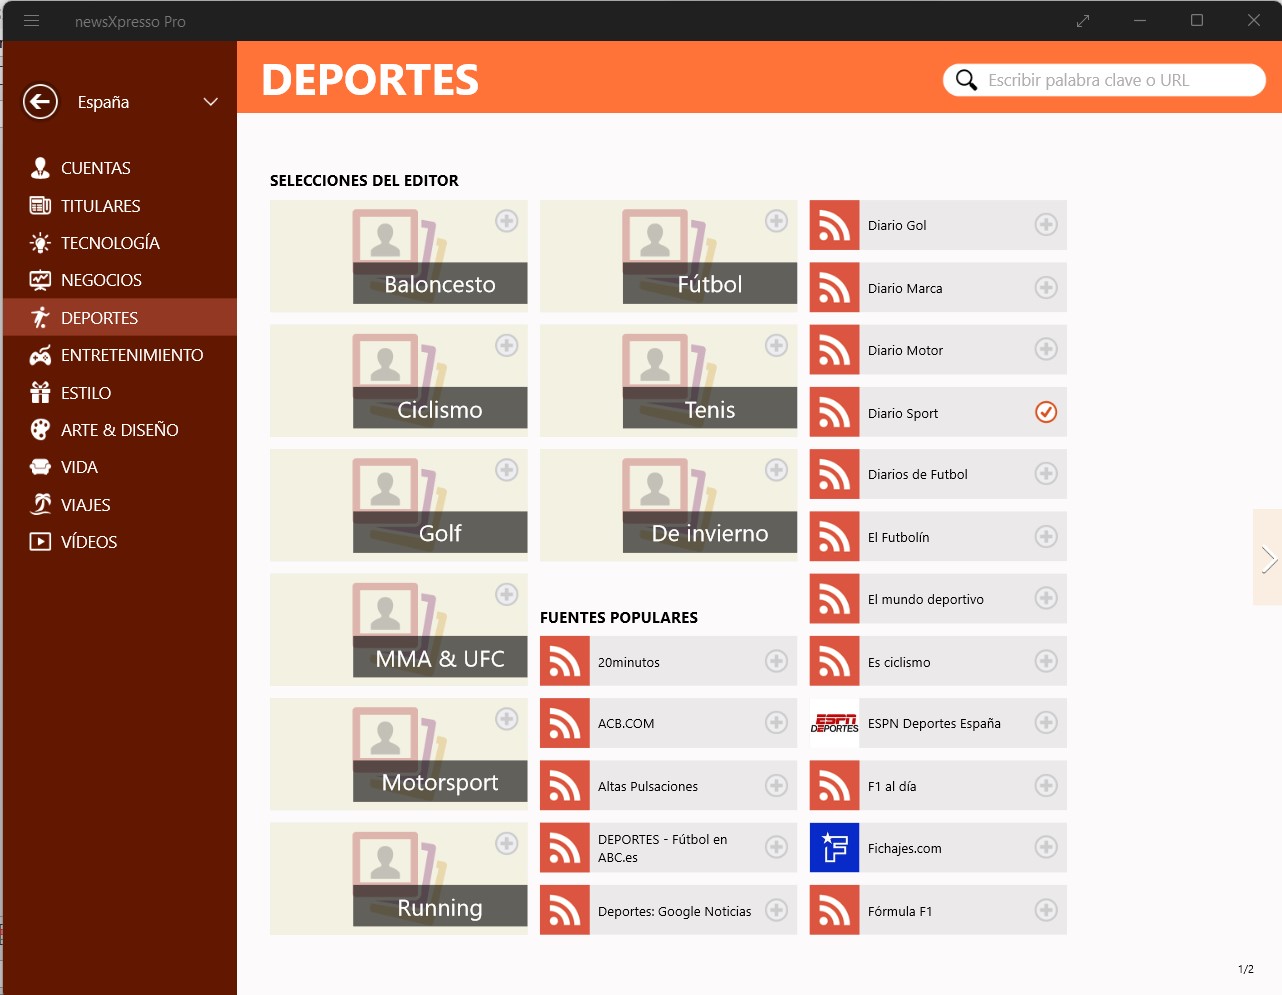 newsXpresso Pro
España
CUENTAS
TITULARES
TECNOLOGÍA
NEGOCIOS
DEPORTES
ENTRETENIMIENTO
ESTILO
ARTE & DISEÑO
VIDA
VIAJES
VÍDEOS
DEPORTES
Escribir palabra clave o URL
SELECCIONES DEL EDITOR
Baloncesto
Ciclismo
Golf
MMA & UFC
Motorsport
Running
Fútbol
Tenis
De invierno
FUENTES POPULARES
20minutos
ACB.COM
Altas Pulsaciones
DEPORTES - Fútbol en
ABC.es
Deportes: Google Noticias
Diario Gol
Diario Marca
Diario Motor
Diario Sport
Diarios de Futbol
El Futbolín
El mundo deportivo
Es ciclismo
ESPN
DEPORTES
ESPN Deportes España
F1 al día
F
Fichajes.com
Fórmula F1
1/2